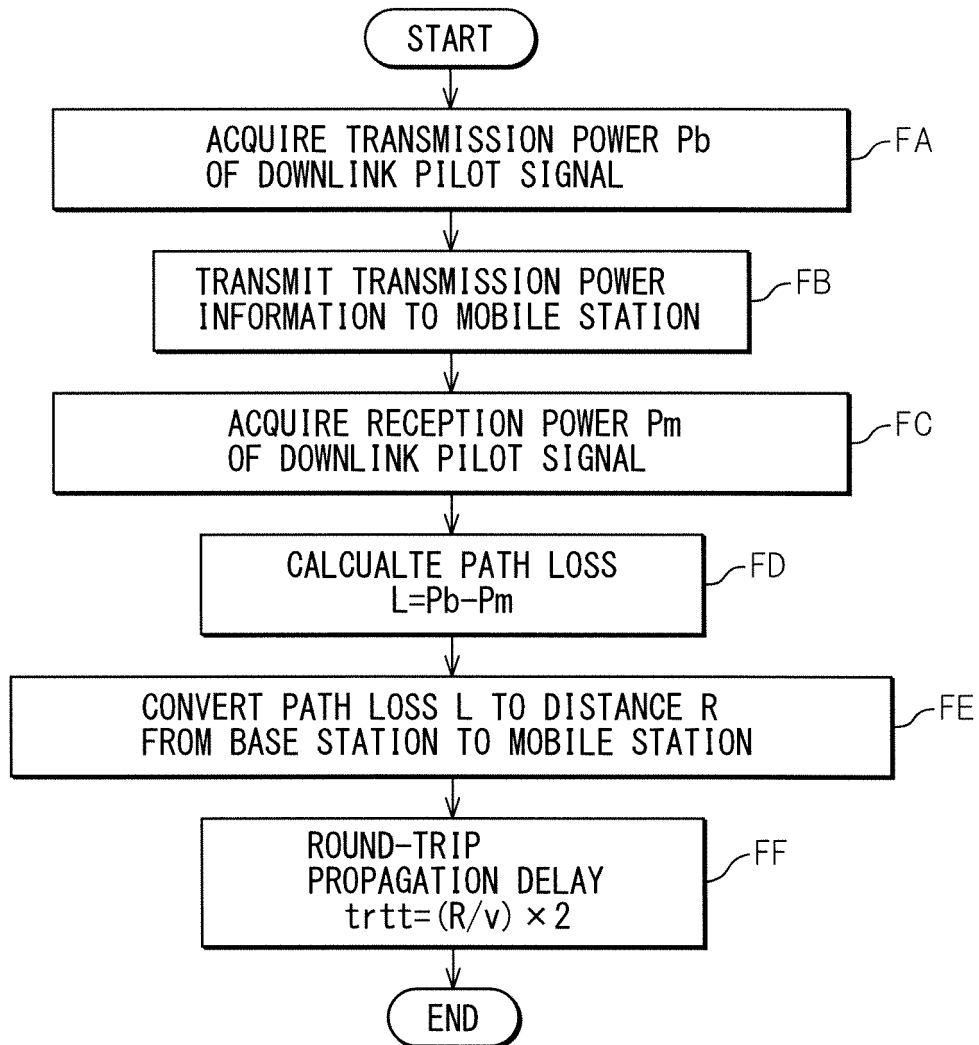 START
ACQUIRE TRANSMISSION POWER Pb
OF DOWNLINK PILOT SIGNAL
FA
TRANSMIT TRANSMISSION POWER
INFORMATION TO MOBILE STATION
FB
ACQUIRE RECEPTION POWER Pm
OF DOWNLINK PILOT SIGNAL
FC
CALCUALTE PATH LOSS
L=Pb-Pm
FD
CONVERT PATH LOSS L TO DISTANCE R
FROM BASE STATION TO MOBILE STATION
FE
ROUND-TRIP
PROPAGATION DELAY
trtt=(R/v)×2
FF
END